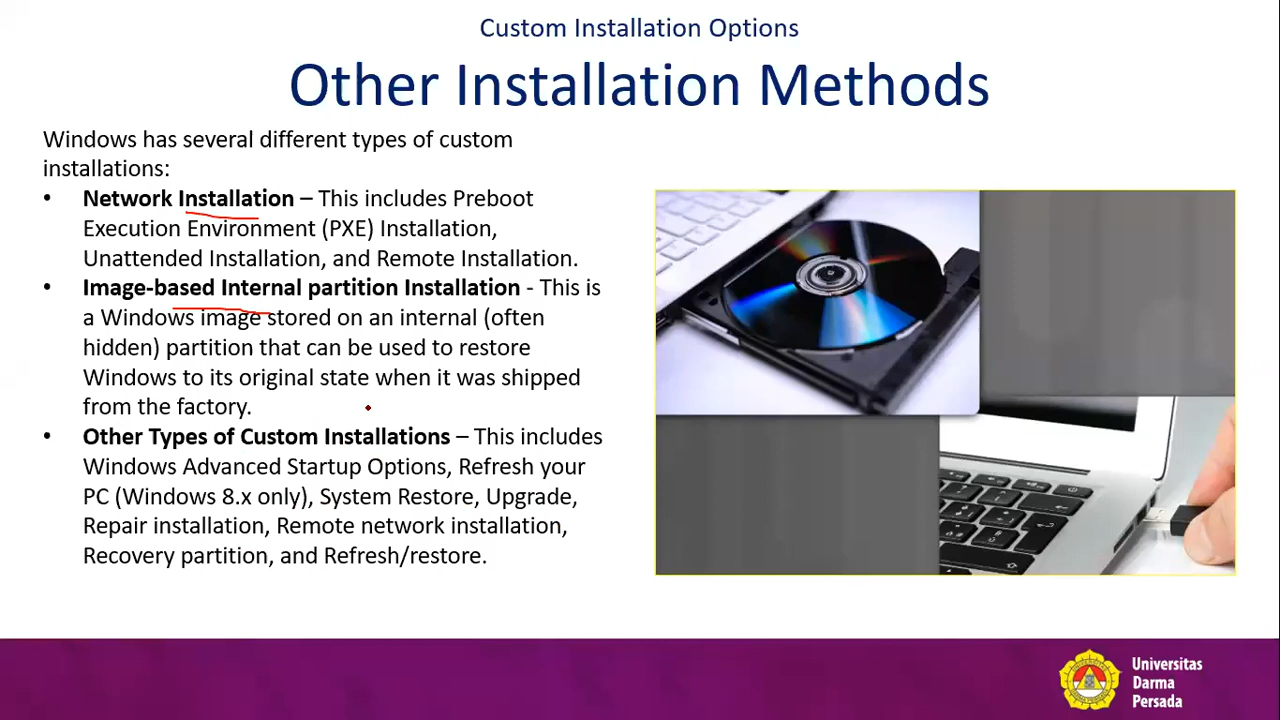 Custom Installation Options
Other Installation Methods
Windows has several different types of custom
installations:
• Network Installation – This includes Preboot
Execution Environment (PXE) Installation,
Unattended Installation, and Remote Installation.
• Image-based Internal partition Installation - This is
a Windows image stored on an internal (often
hidden) partition that can be used to restore
Windows to its original state when it was shipped
from the factory.
• Other Types of Custom Installations – This includes
Windows Advanced Startup Options, Refresh your
PC (Windows 8.x only), System Restore, Upgrade,
Repair installation, Remote network installation,
Recovery partition, and Refresh/restore.
Universitas
Darma
Persada